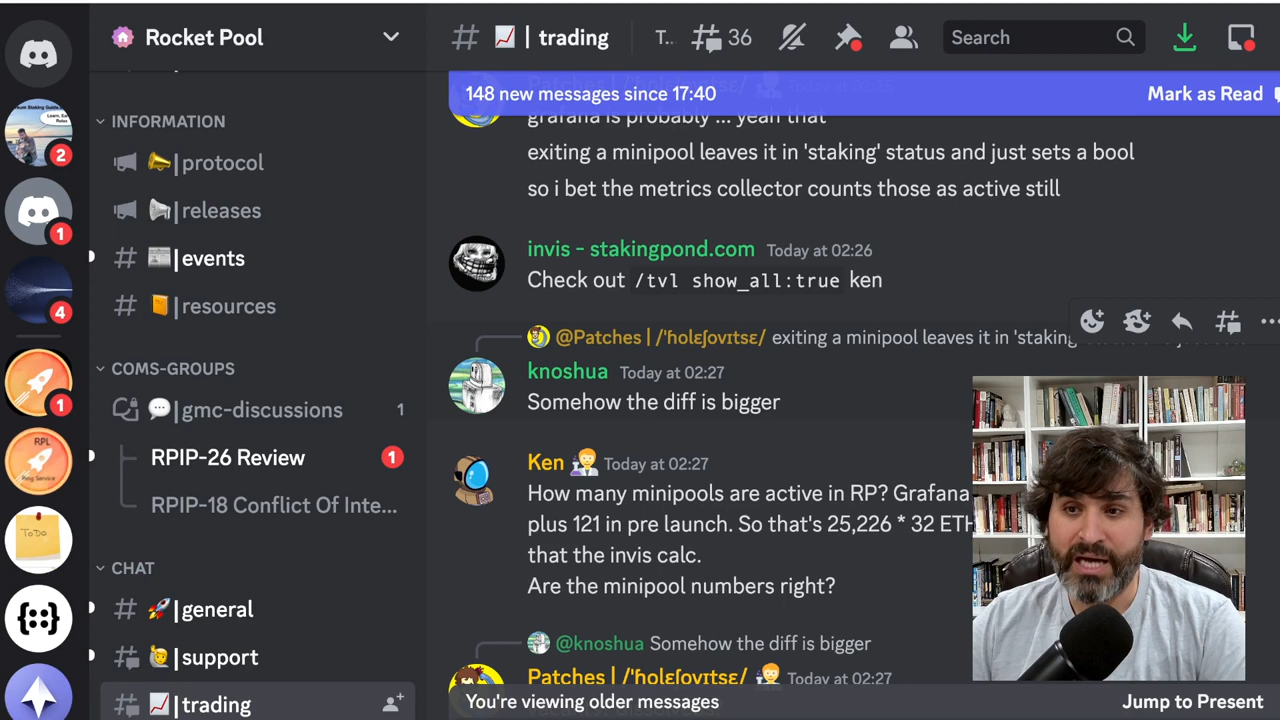 Rocket Pool
INFORMATION
protocol
releases
events
resources
COMS-GROUPS
gmc-discussions 1
RPIP-26 Review 1
RPIP-18 Conflict Of Inte...
CHAT
general
support
trading
2
1
4
1
RPL
ToDo
trading T... 36 Search
148 new messages since 17:40 Mark as Read
grafana is probably ... yeah that
exiting a minipool leaves it in 'staking' status and just sets a bool
so i bet the metrics collector counts those as active still
invis - stakingpond.com Today at 02:26
Check out /tvl show_all:true ken
@Patches | /'ɦolɛʃoʋɪtsɛ/ exiting a minipool leaves it in 'staking
knoshua Today at 02:27
Somehow the diff is bigger
Ken Today at 02:27
How many minipools are active in RP? Grafana
plus 121 in pre launch. So that's 25,226 * 32 ETH
that the invis calc.
Are the minipool numbers right?
@knoshua Somehow the diff is bigger
Patches | /'ɦolɛʃoʋɪtsɛ/ Today at 02:27
You're viewing older messages Jump to Present